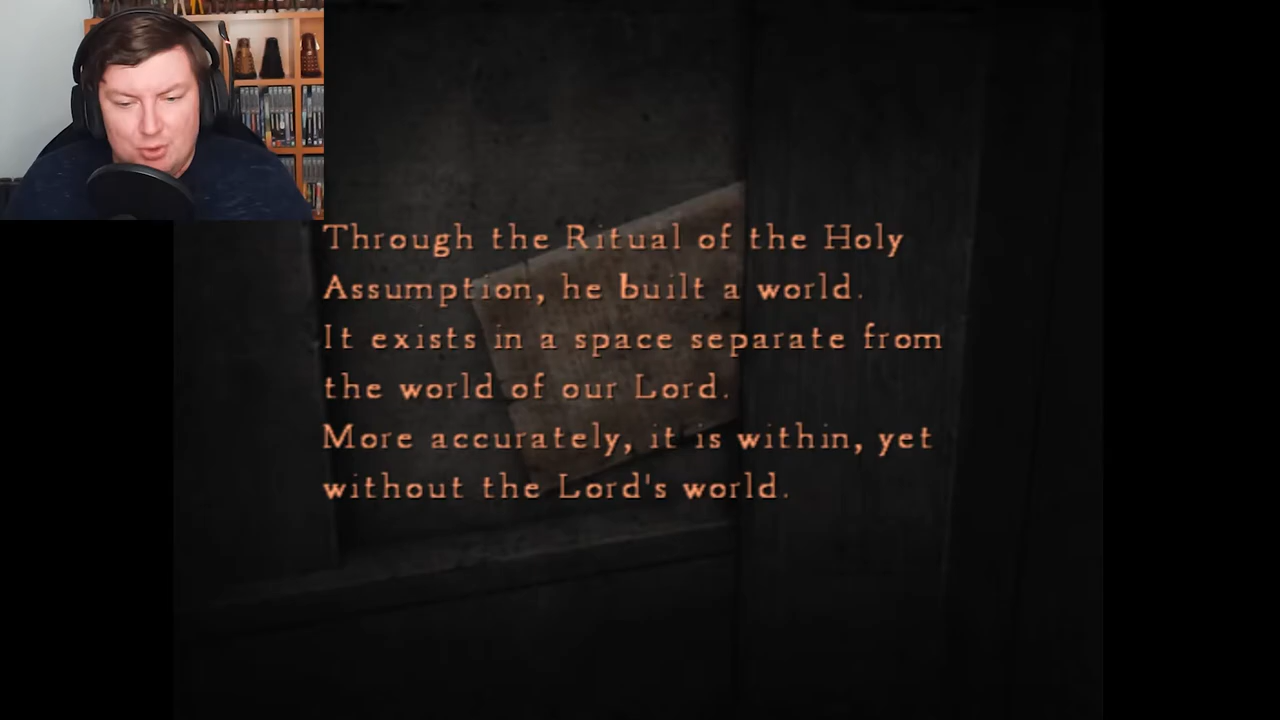 Through the Ritual of the Holy
Assumption, he built a world.
It exists in a space separate from
the world of our Lord.
More accurately, it is within, yet
without the Lord's world.